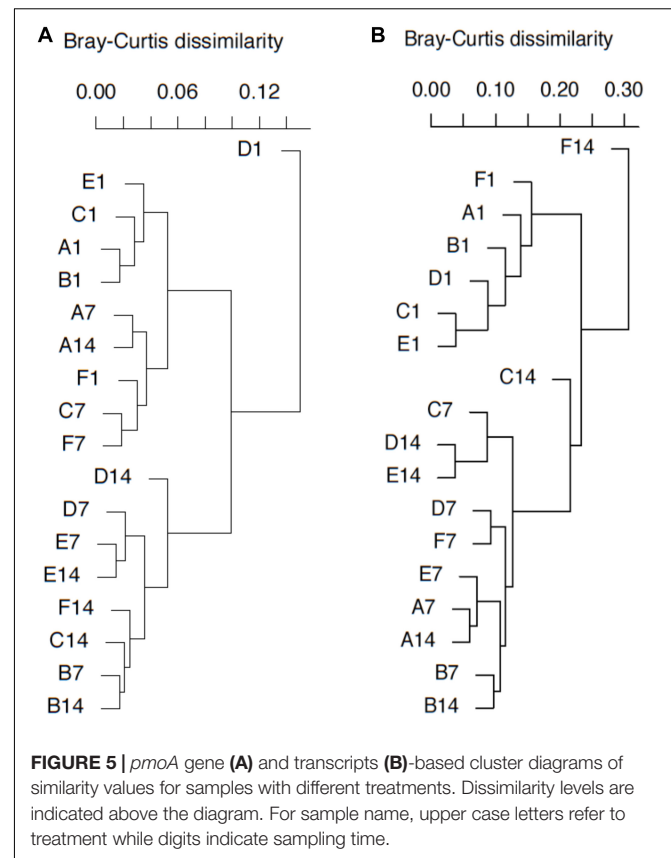 A Bray-Curtis dissimilarity
0.00 0.06 0.12
D1
E1
C1
A1
B1
A7
A14
F1
C7
F7
D14
D7
E7
E14
F14
C14
B7
B14
B Bray-Curtis dissimilarity
0.00 0.10 0.20 0.30
F14
F1
A1
B1
D1
C1
E1
C14
C7
D14
E14
D7
F7
E7
A7
A14
B7
B14
FIGURE 5 | pmoA gene (A) and transcripts (B)-based cluster diagrams of
similarity values for samples with different treatments. Dissimilarity levels are
indicated above the diagram. For sample name, upper case letters refer to
treatment while digits indicate sampling time.